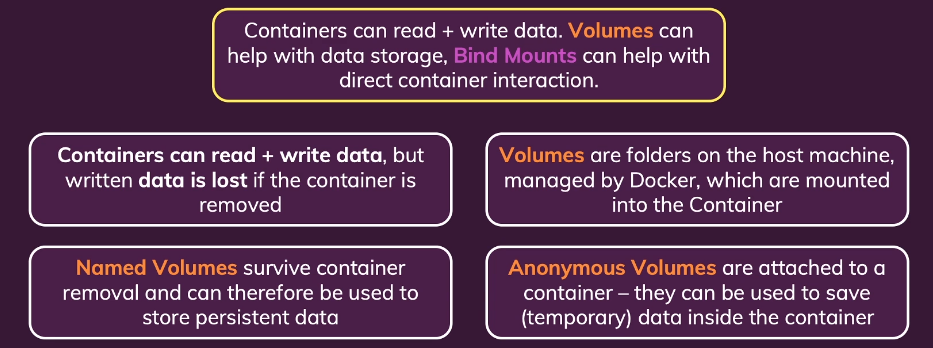 Containers can read + write data. Volumes can
help with data storage, Bind Mounts can help with
direct container interaction.
Containers can read + write data, but
written data is lost if the container is
removed
Volumes are folders on the host machine,
managed by Docker, which are mounted
into the Container
Named Volumes survive container
removal and can therefore be used to
store persistent data
Anonymous Volumes are attached to a
container – they can be used to save
(temporary) data inside the container